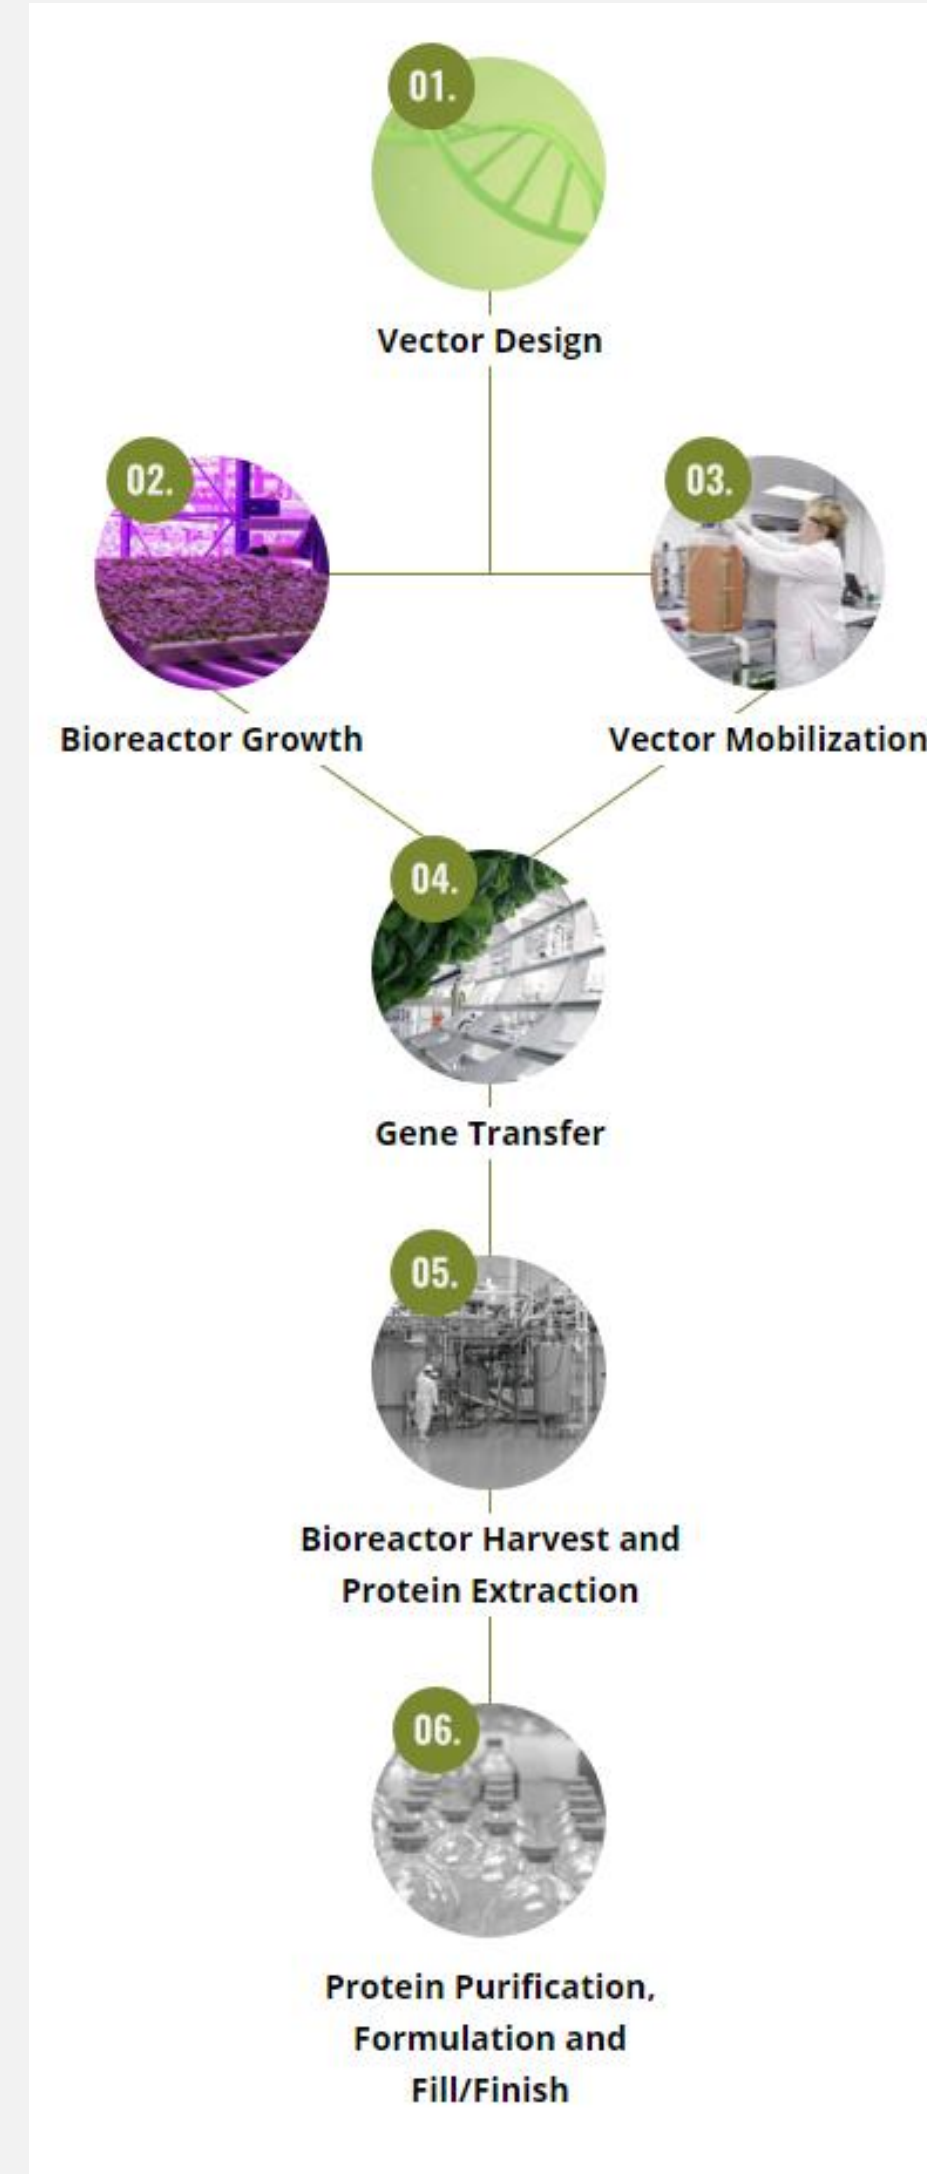 01.
Vector Design
02.
03.
Bioreactor Growth
Vector Mobilization
04.
Gene Transfer
05.
Bioreactor Harvest and
Protein Extraction
06.
Protein Purification,
Formulation and
Fill/Finish